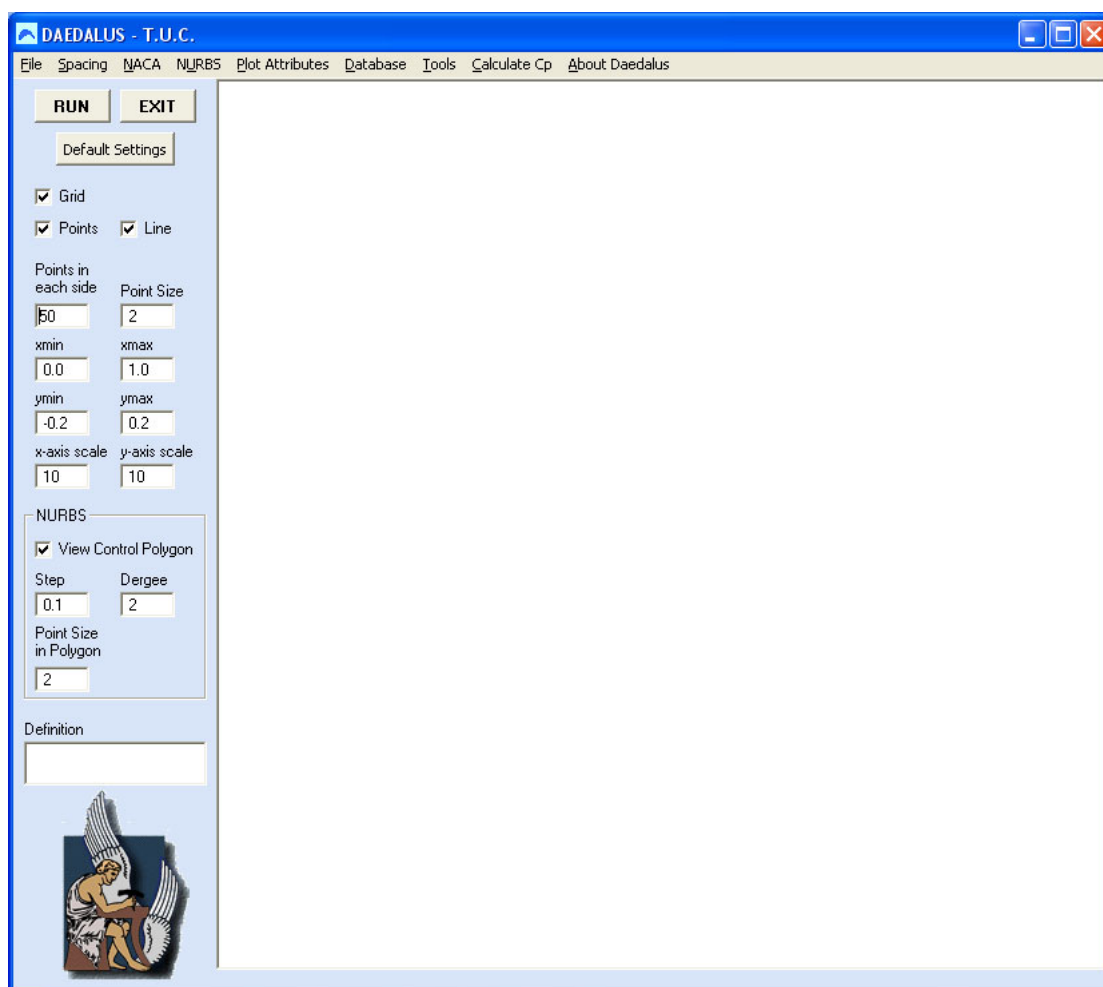 DAEDALUS - T.U.C.
File Spacing NACA NURBS Plot Attributes Database Tools Calculate Cp About Daedalus
RUN EXIT
Default Settings
Grid
Points Line
Points in
each side Point Size
50 2
xmin xmax
0.0 1.0
ymin ymax
-0.2 0.2
x-axis scale y-axis scale
10 10
NURBS
View Control Polygon
Step Dergee
0.1 2
Point Size
in Polygon
2
Definition